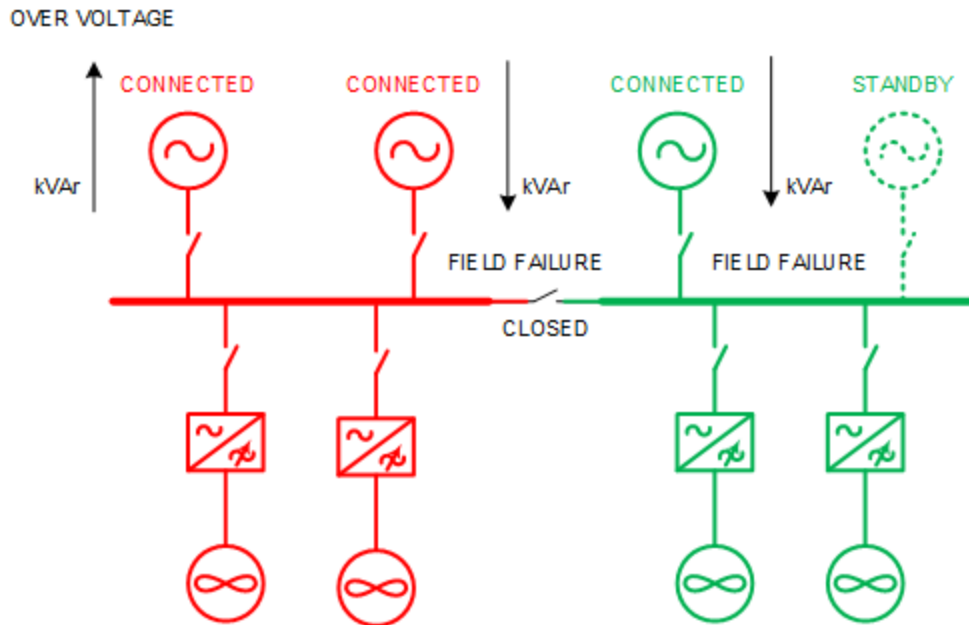 OVER VOLTAGE
CONNECTED
CONNECTED
CONNECTED
STANDBY
kVAr
kVAr
kVAr
FIELD FAILURE
FIELD FAILURE
CLOSED